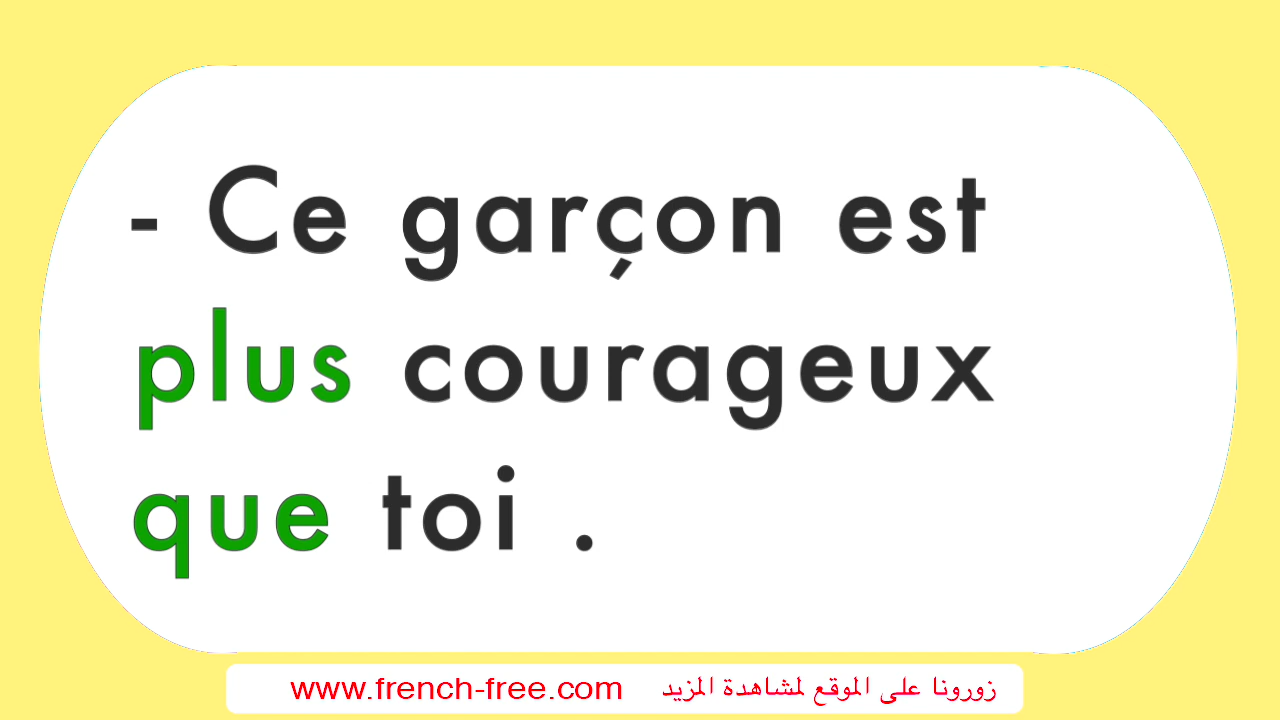 - Ce garçon est
plus courageux
que toi .
www.french-free.com زورونا على الموقع لمشاهدة المزيد